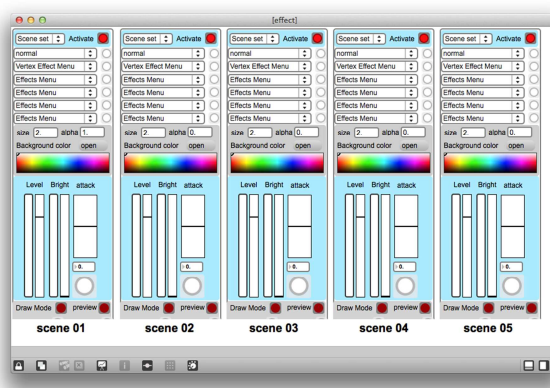 [effect]
Scene set Activate Scene set Activate Scene set Activate Scene set Activate Scene set Activate
normal normal normal normal normal
Vertex Effect Menu Vertex Effect Menu Vertex Effect Menu Vertex Effect Menu Vertex Effect Menu
Effects Menu Effects Menu Effects Menu Effects Menu Effects Menu
Effects Menu Effects Menu Effects Menu Effects Menu Effects Menu
Effects Menu Effects Menu Effects Menu Effects Menu Effects Menu
Effects Menu Effects Menu Effects Menu Effects Menu Effects Menu
size 2. alpha 1. size 2. alpha 0. size 2. alpha 0. size 2. alpha 0. size 2. alpha 0.
Background color open Background color open Background color open Background color open Background color open
Level Bright attack Level Bright attack Level Bright attack Level Bright attack Level Bright attack
0. 0. 0. 0. 0.
Draw Mode preview Draw Mode preview Draw Mode preview Draw Mode preview Draw Mode preview
scene 01 scene 02 scene 03 scene 04 scene 05